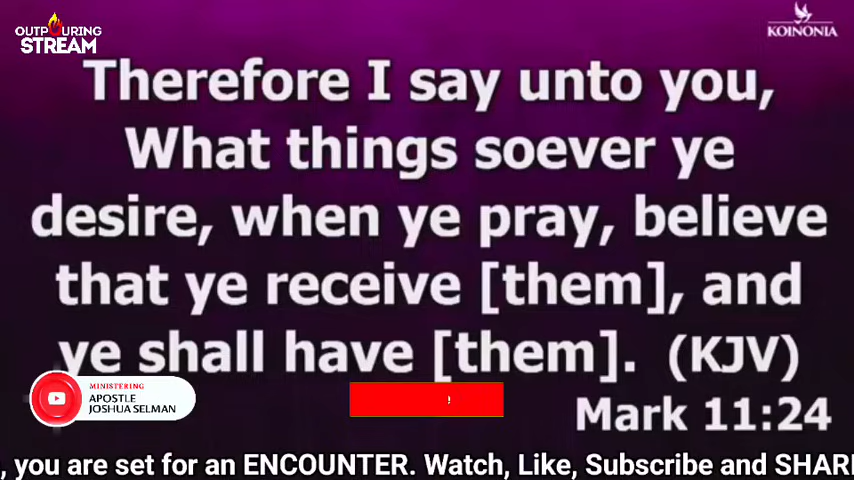 OUTPOURING
STREAM
KOINONIA
Therefore I say unto you,
What things soever ye
desire, when ye pray, believe
that ye receive [them], and
ye shall have [them]. (KJV)
Mark 11:24
MINISTERING
APOSTLE
JOSHUA SELMAN
!
, you are set for an ENCOUNTER. Watch, Like, Subscribe and SHAR